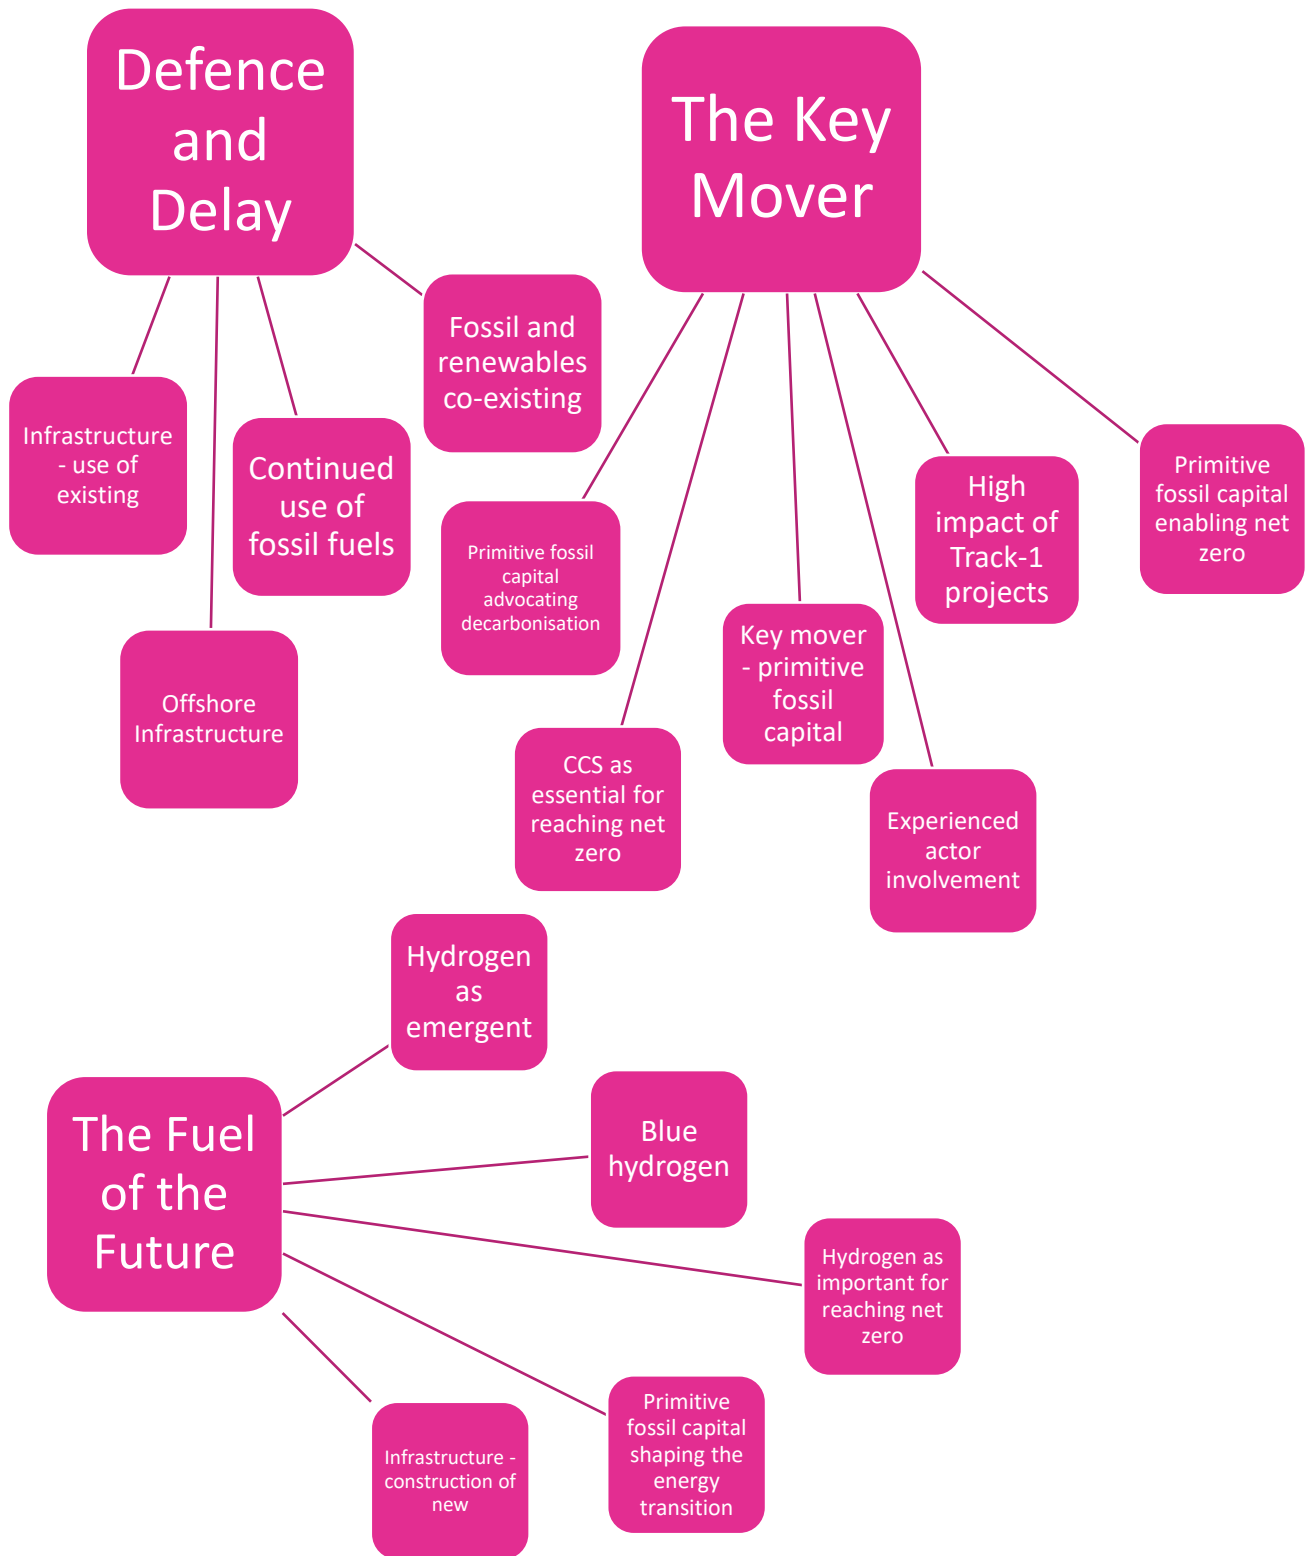 Defence
and
Delay
The Key
Mover
Fossil and
renewables
co-existing
Infrastructure
- use of
existing
Continued
use of
fossil fuels
Offshore
Infrastructure
Primitive fossil
capital
advocating
decarbonisation
CCS as
essential for
reaching net
zero
Key mover
- primitive
fossil
capital
Experienced
actor
involvement
High
impact of
Track-1
projects
Primitive
fossil capital
enabling net
zero
The Fuel
of the
Future
Hydrogen
as
emergent
Blue
hydrogen
Hydrogen as
important for
reaching net
zero
Primitive
fossil capital
shaping the
energy
transition
Infrastructure -
construction of
new